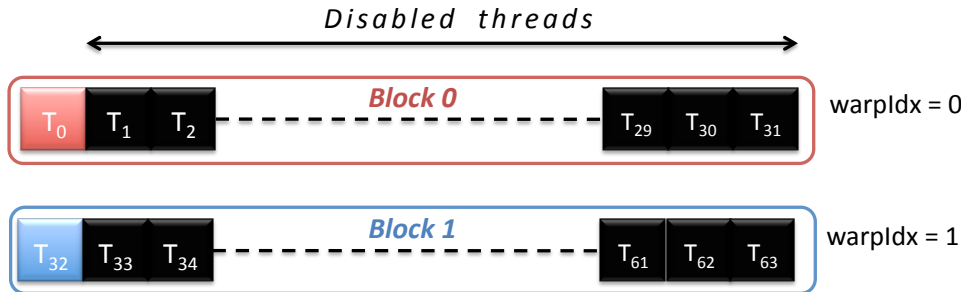 Disabled threads
Block 0
T0 T1 T2 T29 T30 T31 warpIdx = 0
Block 1
T32 T33 T34 T61 T62 T63 warpIdx = 1